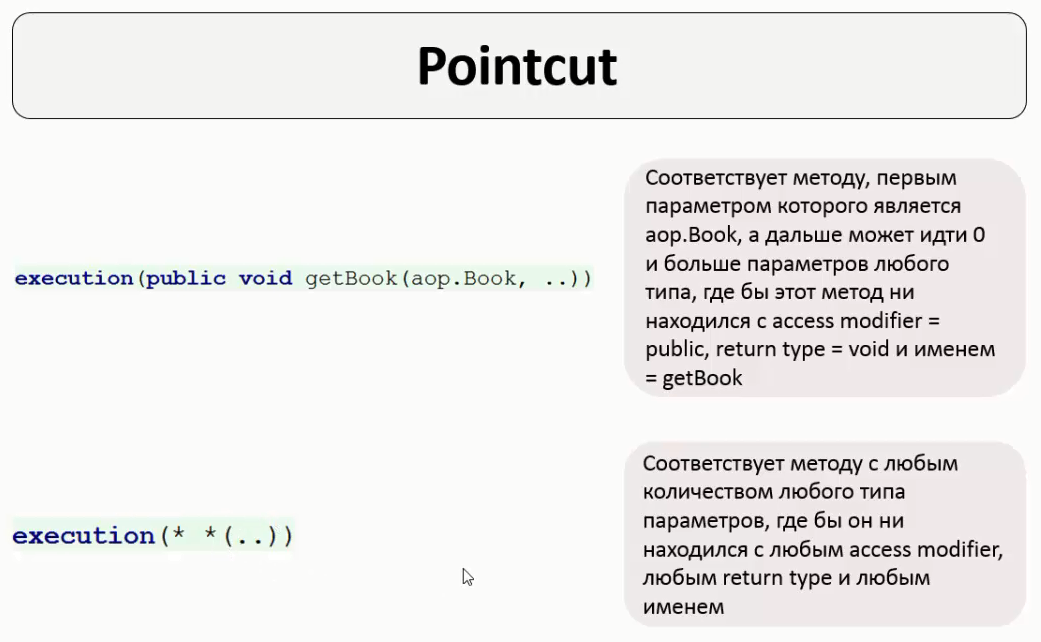 Pointcut
execution(public void getBook(aop.Book, ..))
Соответствует методу, первым
параметром которого является
aop.Book, а дальше может идти 0
и больше параметров любого
типа, где бы этот метод ни
находился с access modifier =
public, return type = void и именем
= getBook
execution(* *(..))
Соответствует методу с любым
количеством любого типа
параметров, где бы он ни
находился с любым access modifier,
любым return type и любым
именем